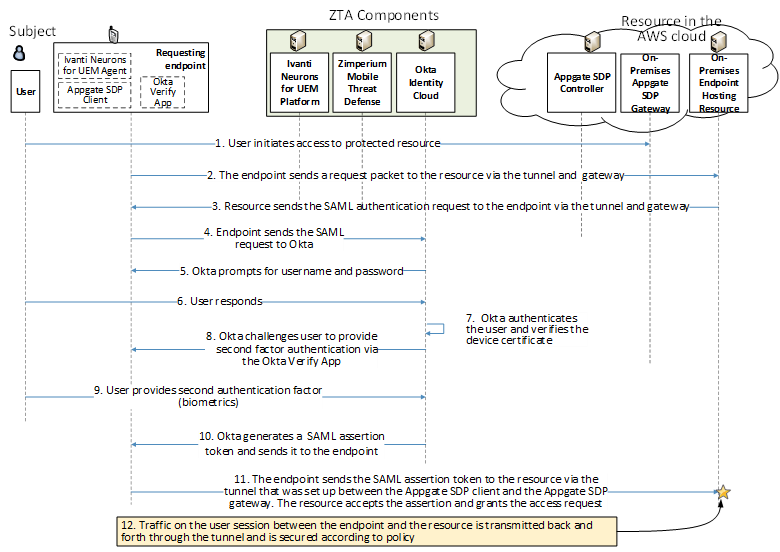 ZTA Components
Subject
Resource in the
AWS cloud
Ivanti Neurons
for UEM Agent
Requesting
endpoint
Appgate SDP
Client
Okta
Verify
App
User
Ivanti
Neurons
for UEM
Platform
Zimperium
Mobile
Threat
Defense
Okta
Identity
Cloud
Appgate SDP
Controller
On-
Premises
Appgate
SDP
Gateway
On-
Premises
Endpoint
Hosting
Resource
1. User initiates access to protected resource
2. The endpoint sends a request packet to the resource via the tunnel and gateway
3. Resource sends the SAML authentication request to the endpoint via the tunnel and gateway
4. Endpoint sends the SAML
request to Okta
5. Okta prompts for username and password
6. User responds
7. Okta authenticates
the user and verifies the
device certificate
8. Okta challenges user to provide
second factor authentication via
the Okta Verify App
9. User provides second authentication factor
(biometrics)
10. Okta generates a SAML assertion
token and sends it to the endpoint
11. The endpoint sends the SAML assertion token to the resource via the
tunnel that was set up between the Appgate SDP client and the Appgate SDP
gateway. The resource accepts the assertion and grants the access request
12. Traffic on the user session between the endpoint and the resource is transmitted back and
forth through the tunnel and is secured according to policy